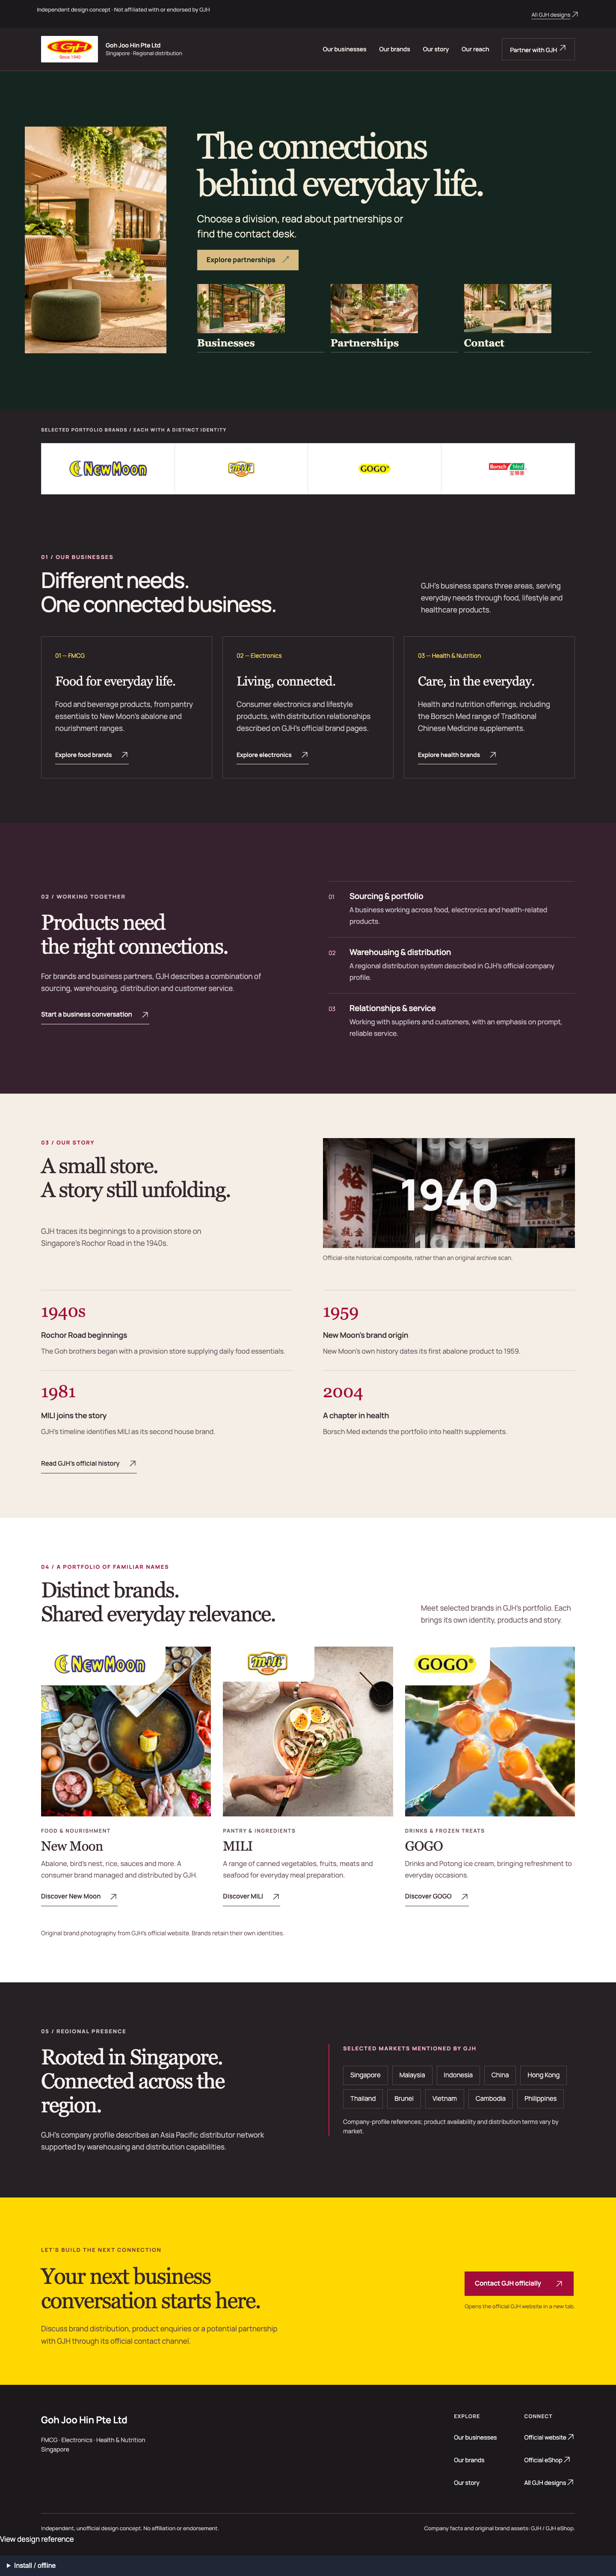 Independent design concept · Not affiliated with or endorsed by GJH
All GJH designs
GJH
Since 1940
Goh Joo Hin Pte Ltd
Singapore · Regional distribution
Our businesses
Our brands
Our story
Our reach
Partner with GJH
The connections
behind everyday life.
Choose a division, read about partnerships or
find the contact desk.
Explore partnerships
Businesses
Partnerships
Contact
SELECTED PORTFOLIO BRANDS / EACH WITH A DISTINCT IDENTITY
New Moon
mili
GOGO
Borsch Med
01 / OUR BUSINESSES
Different needs.
One connected business.
GJH's business spans three areas, serving
everyday needs through food, lifestyle and
healthcare products.
01 — FMCG
Food for everyday life.
Food and beverage products, from pantry
essentials to New Moon's abalone and
nourishment ranges.
Explore food brands
02 — Electronics
Living, connected.
Consumer electronics and lifestyle
products, with distribution relationships
described on GJH's official brand pages.
Explore electronics
03 — Health & Nutrition
Care, in the everyday.
Health and nutrition offerings, including
the Borsch Med range of Traditional
Chinese Medicine supplements.
Explore health brands
02 / WORKING TOGETHER
Products need
the right connections.
For brands and business partners, GJH describes a combination of
sourcing, warehousing, distribution and customer service.
Start a business conversation
01
Sourcing & portfolio
A business working across food, electronics and health-related
products.
02
Warehousing & distribution
A regional distribution system described in GJH's official company
profile.
03
Relationships & service
Working with suppliers and customers, with an emphasis on prompt,
reliable service.
03 / OUR STORY
A small store.
A story still unfolding.
GJH traces its beginnings to a provision store on
Singapore's Rochor Road in the 1940s.
1940
裕興
Official-site historical composite, rather than an original archive scan.
1940s
Rochor Road beginnings
The Goh brothers began with a provision store supplying daily food essentials.
1959
New Moon's brand origin
New Moon's own history dates its first abalone product to 1959.
1981
MILI joins the story
GJH's timeline identifies MILI as its second house brand.
2004
A chapter in health
Borsch Med extends the portfolio into health supplements.
Read GJH's official history
04 / A PORTFOLIO OF FAMILIAR NAMES
Distinct brands.
Shared everyday relevance.
Meet selected brands in GJH's portfolio. Each
brings its own identity, products and story.
New Moon
mili
GOGO
FOOD & NOURISHMENT
New Moon
Abalone, bird's nest, rice, sauces and more. A
consumer brand managed and distributed by GJH.
Discover New Moon
PANTRY & INGREDIENTS
MILI
A range of canned vegetables, fruits, meats and
seafood for everyday meal preparation.
Discover MILI
DRINKS & FROZEN TREATS
GOGO
Drinks and Potong ice cream, bringing refreshment to
everyday occasions.
Discover GOGO
Original brand photography from GJH's official website. Brands retain their own identities.
05 / REGIONAL PRESENCE
Rooted in Singapore.
Connected across the
region.
GJH's company profile describes an Asia Pacific distributor network
supported by warehousing and distribution capabilities.
SELECTED MARKETS MENTIONED BY GJH
Singapore
Malaysia
Indonesia
China
Hong Kong
Thailand
Brunei
Vietnam
Cambodia
Philippines
Company-profile references; product availability and distribution terms vary by
market.
LET'S BUILD THE NEXT CONNECTION
Your next business
conversation starts here.
Discuss brand distribution, product enquiries or a potential partnership
with GJH through its official contact channel.
Contact GJH officially
Opens the official GJH website in a new tab.
Goh Joo Hin Pte Ltd
FMCG · Electronics · Health & Nutrition
Singapore
EXPLORE
Our businesses
Our brands
Our story
CONNECT
Official website
Official eShop
All GJH designs
Independent, unofficial design concept. No affiliation or endorsement.
Company facts and original brand assets: GJH / GJH eShop.
View design reference
Install / offline